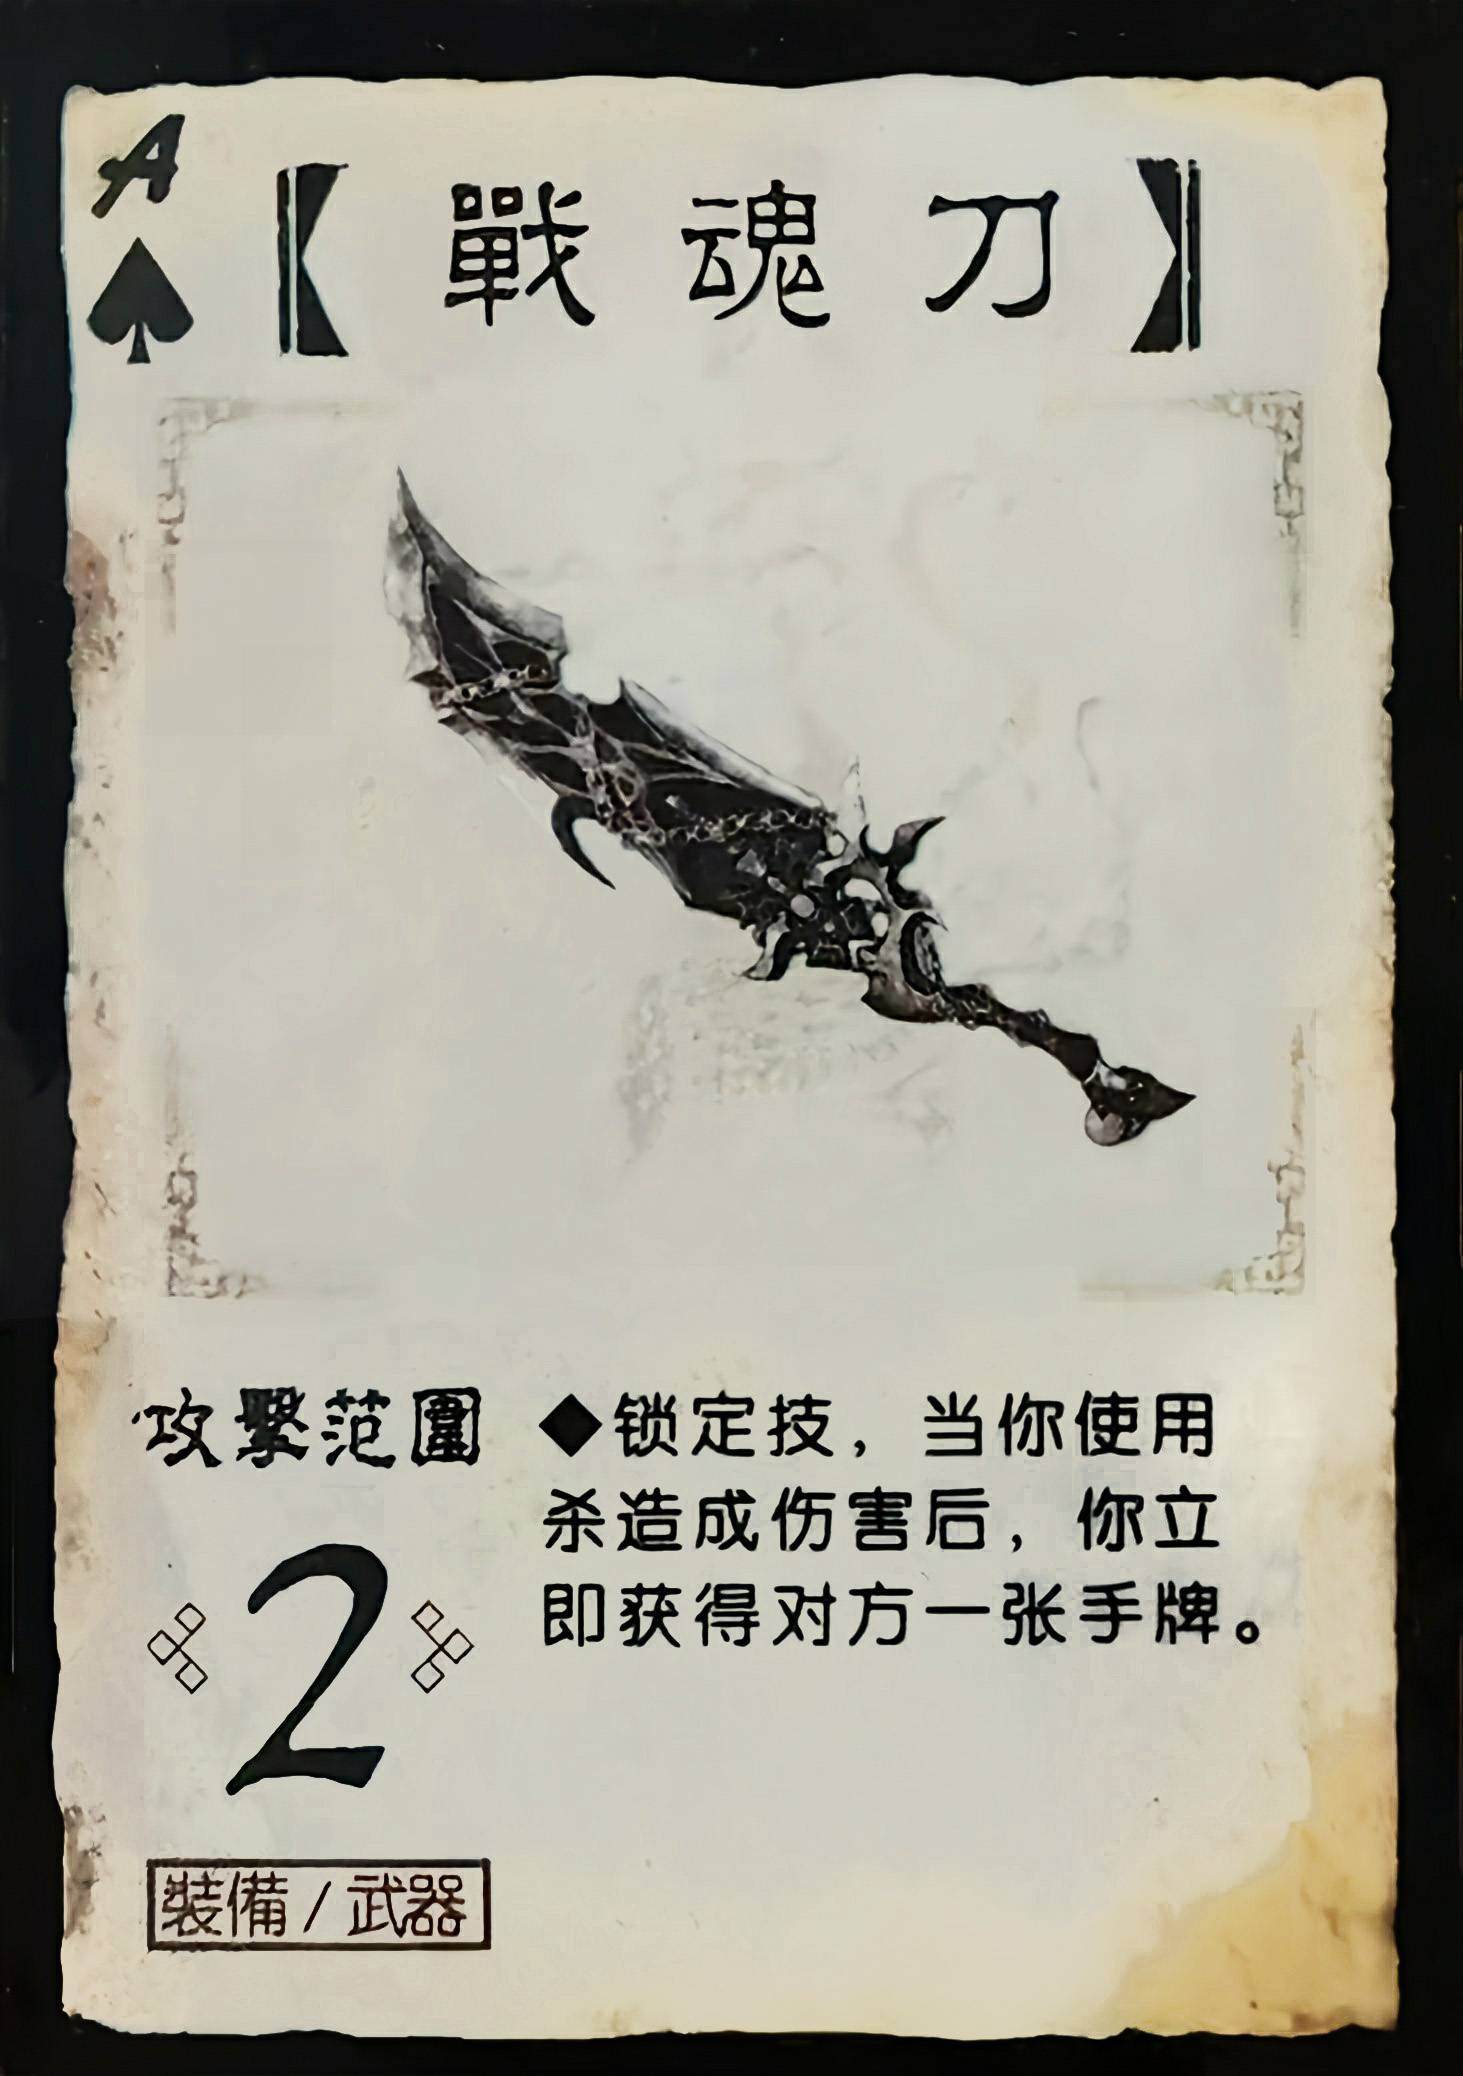 A
【戰魂刀】
攻擊范圍
2
◆锁定技，当你使用
杀造成伤害后，你立
即获得对方一张手牌。
裝備/武器